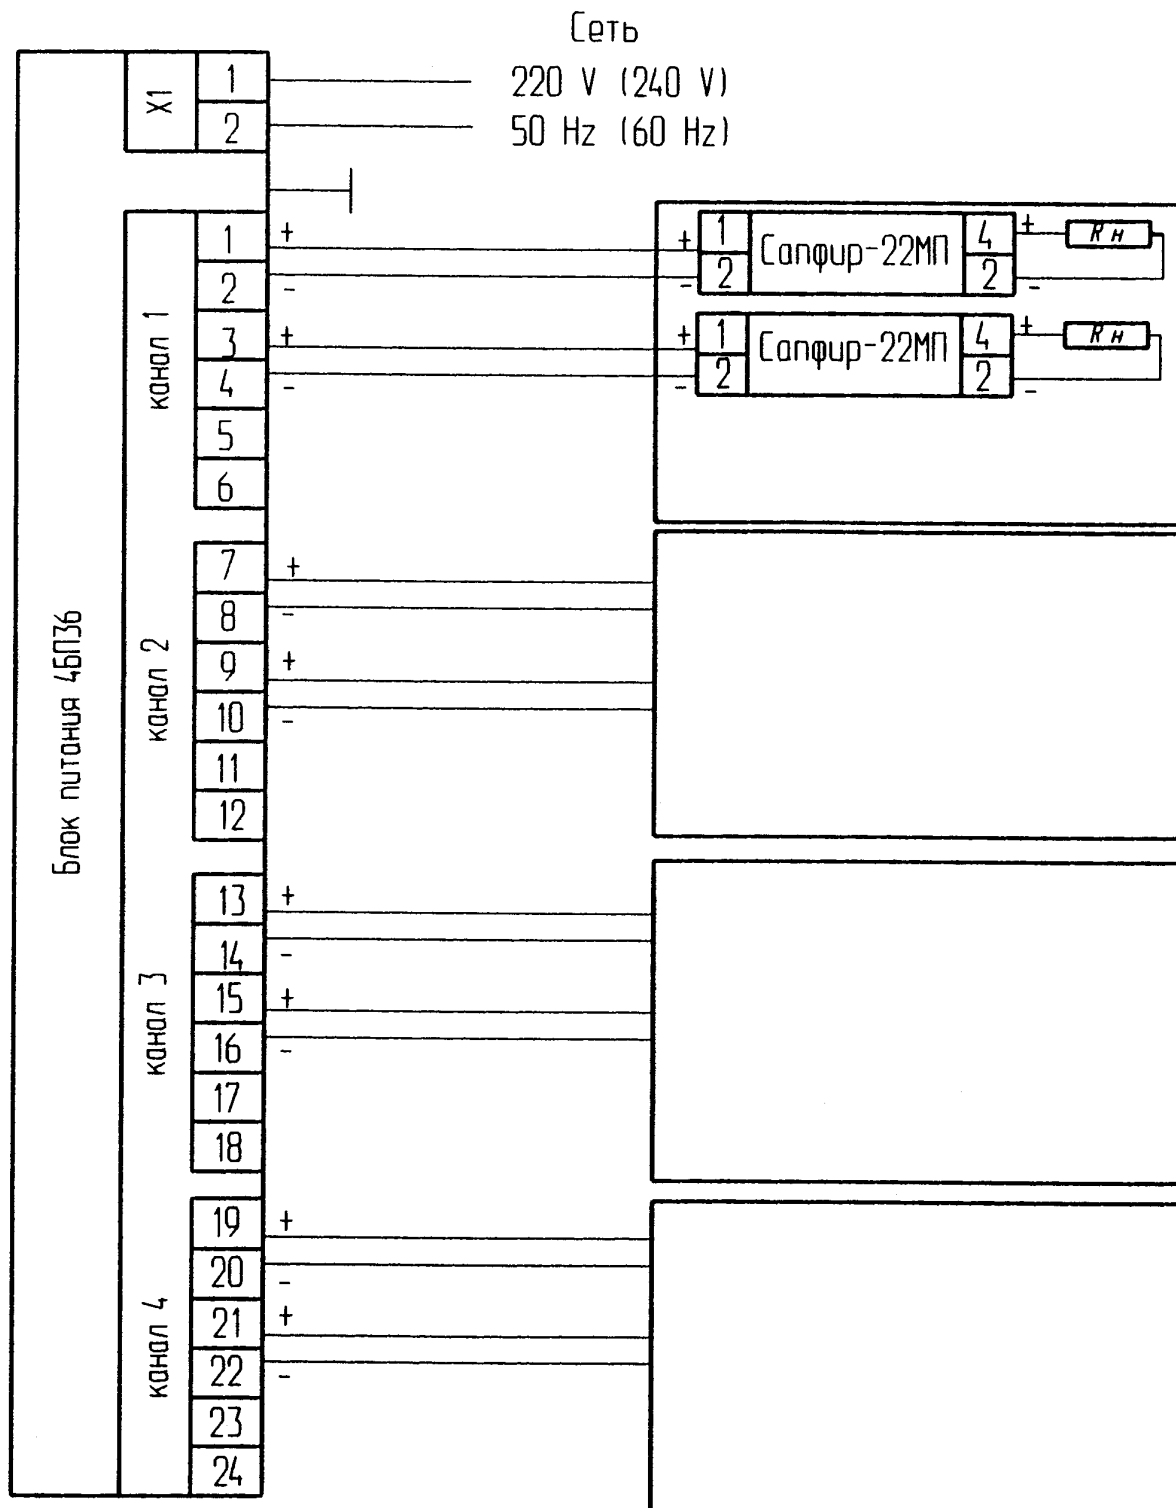 Сеть
220 V (240 V)
50 Hz (60 Hz)
Блок питания 4БП36
X1
1
2
канал 1
1 +
2 -
3 +
4 -
5
6
+ 1 Сапфир-22МП 4 + Rн
- 2 2 -
+ 1 Сапфир-22МП 4 + Rн
- 2 2 -
канал 2
7 +
8 -
9 +
10 -
11
12
канал 3
13 +
14 -
15 +
16 -
17
18
канал 4
19 +
20 -
21 +
22 -
23
24